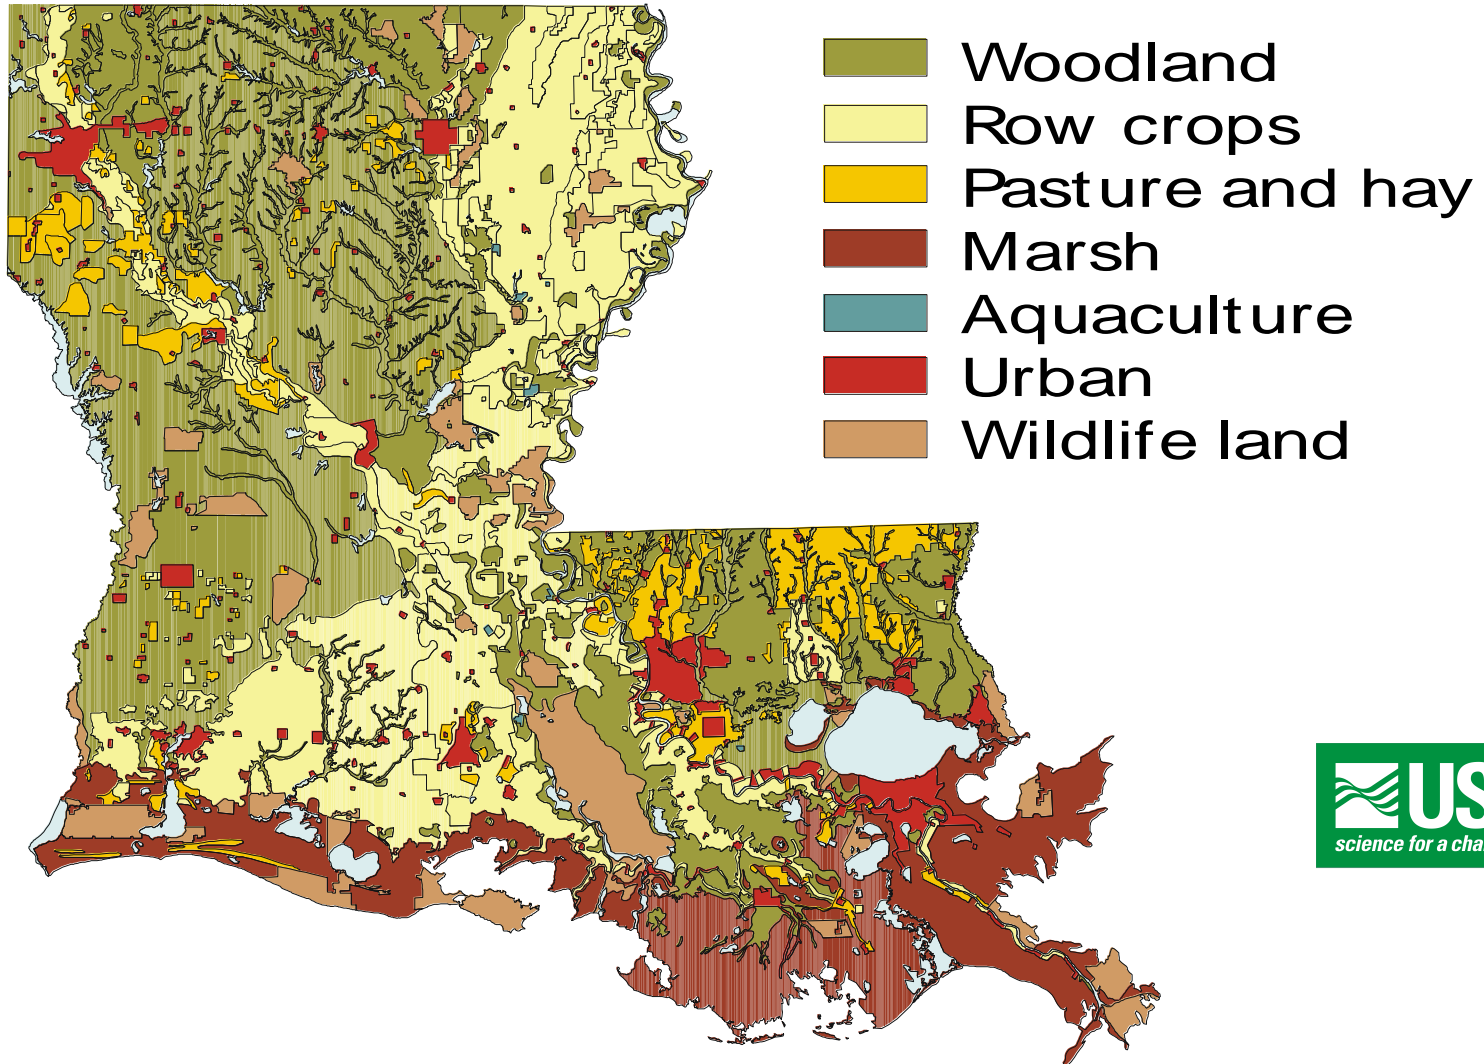 Woodland
Row crops
Pasture and hay
Marsh
Aquaculture
Urban
Wildlife land
US
science for a cha